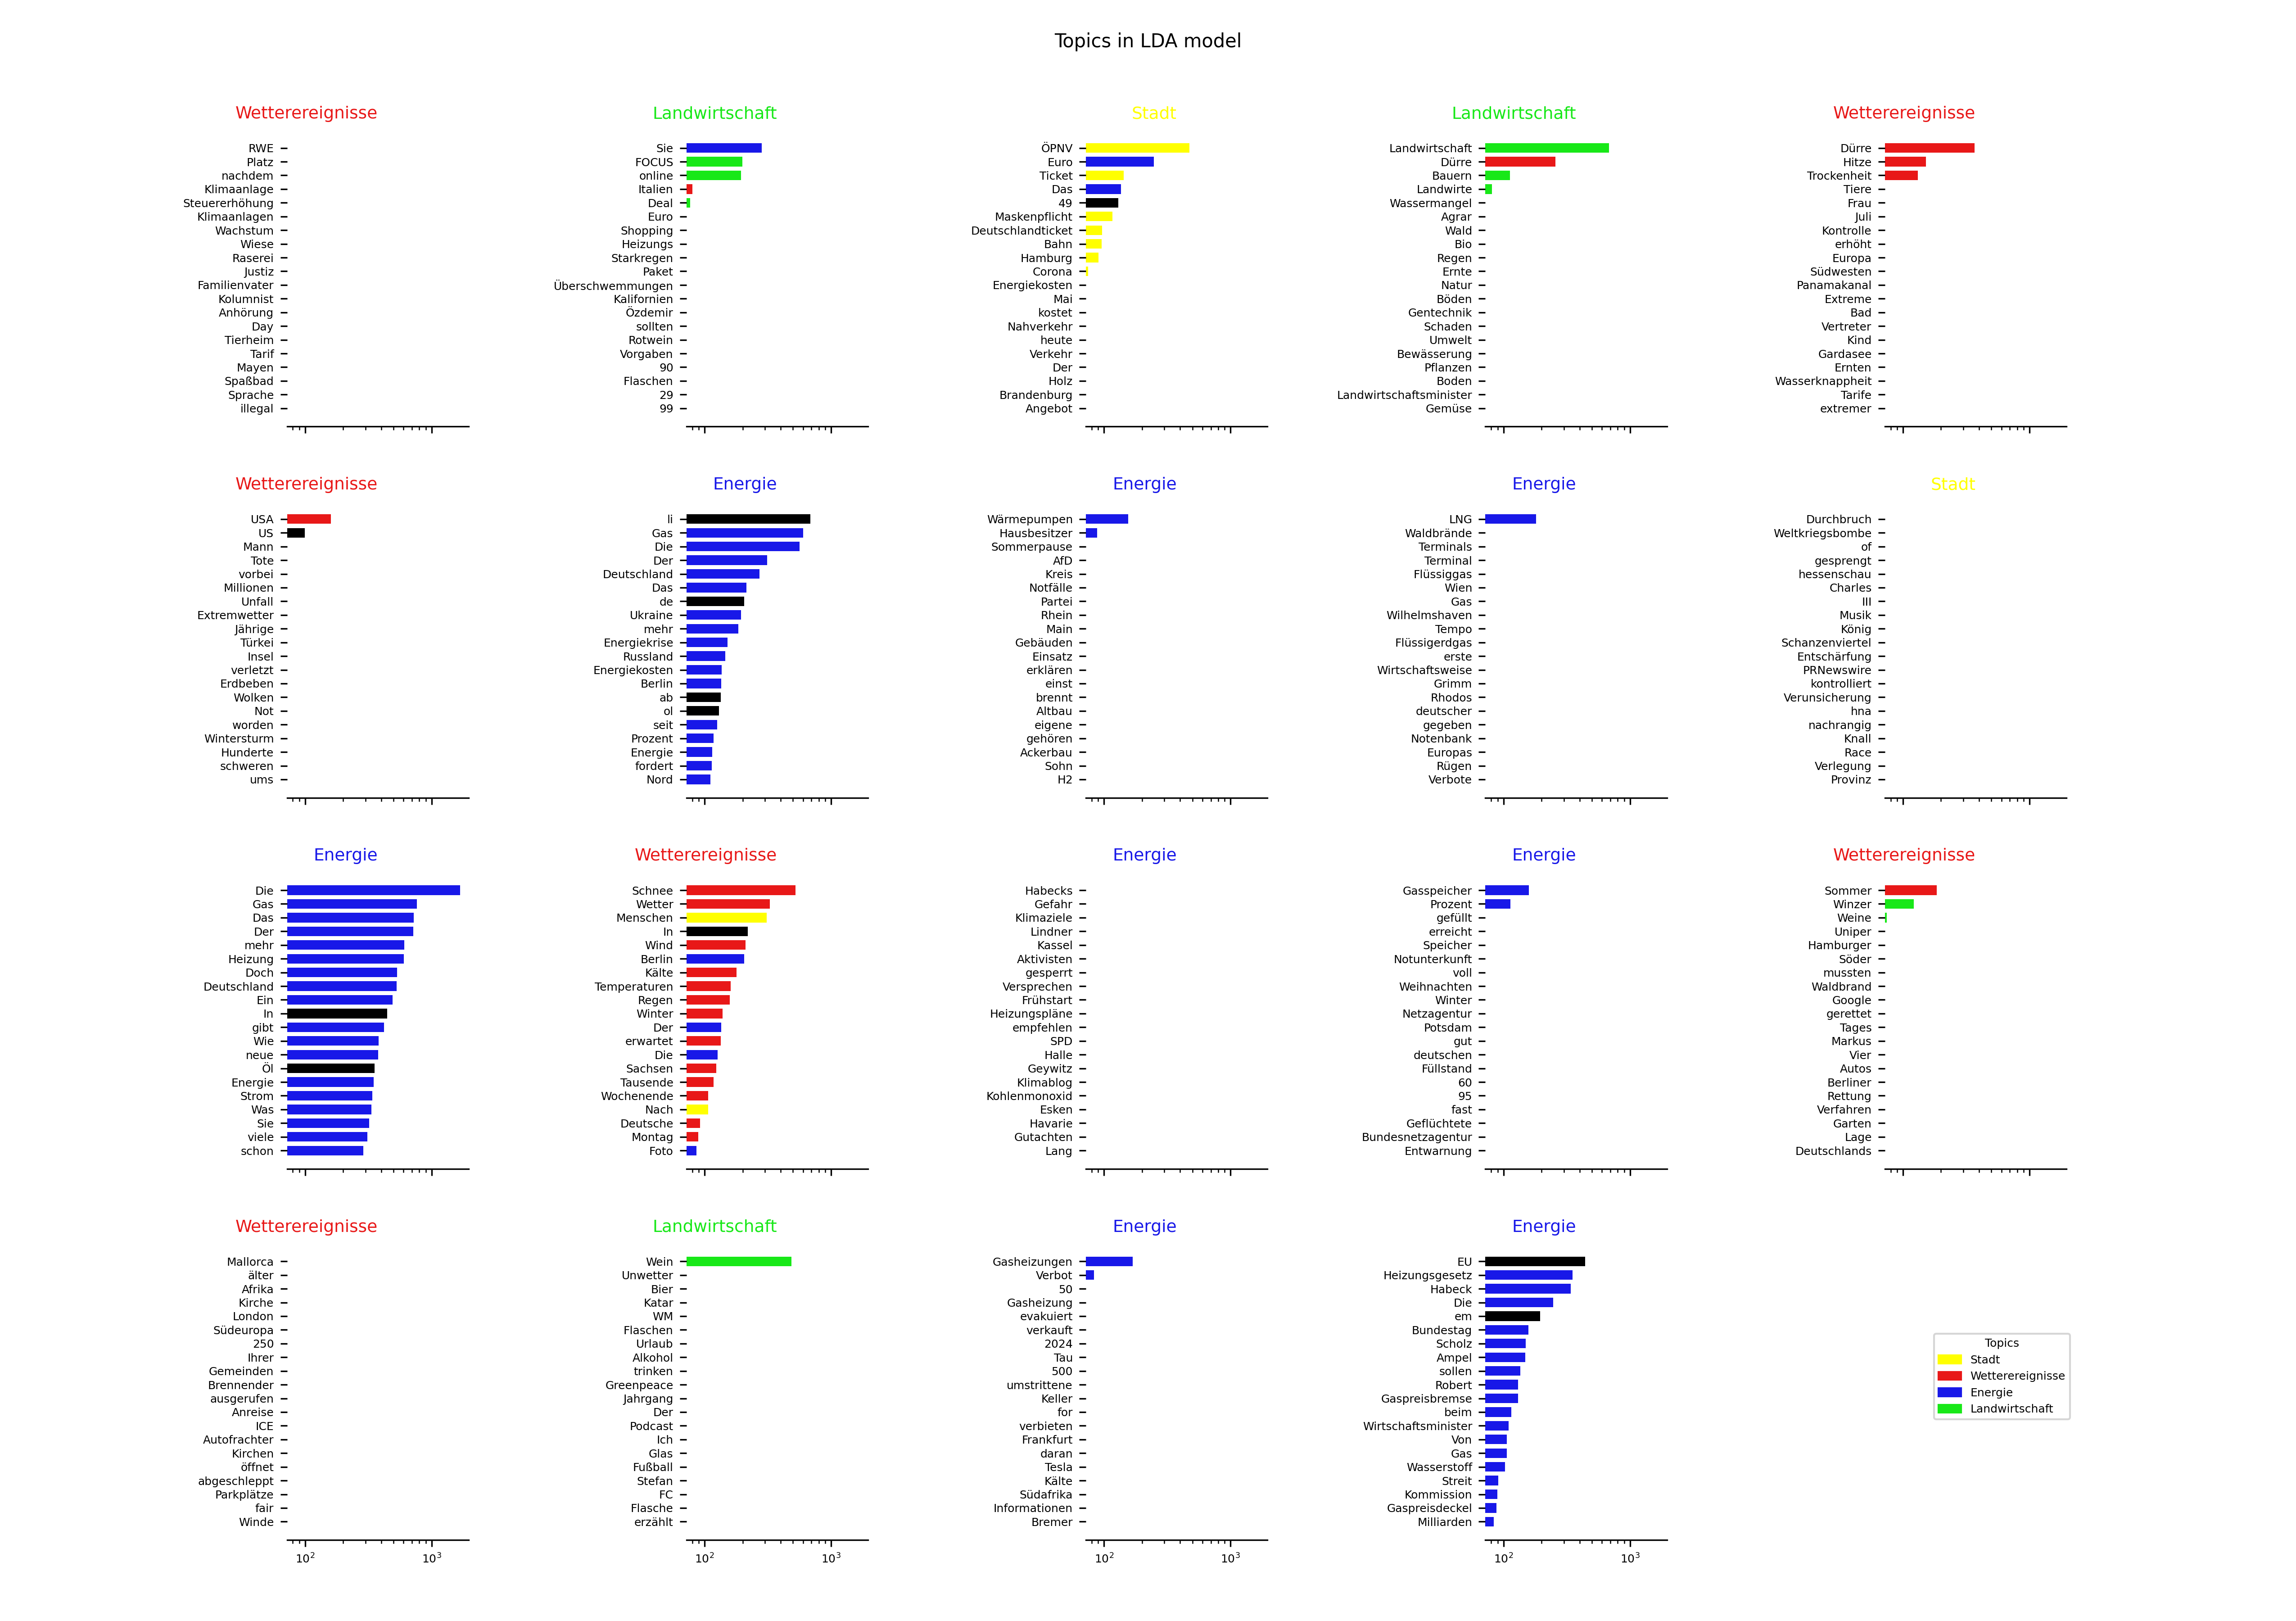 Topics in LDA model
Wetterereignisse
RWE
Platz
nachdem
Klimaanlage
Steuererhöhung
Klimaanlagen
Wachstum
Wiese
Raserei
Justiz
Familienvater
Kolumnist
Anhörung
Day
Tierheim
Tarif
Mayen
Spaßbad
Sprache
illegal
Landwirtschaft
Sie
FOCUS
online
Italien
Deal
Euro
Shopping
Heizungs
Starkregen
Paket
Überschwemmungen
Kalifornien
Özdemir
sollten
Rotwein
Vorgaben
90
Flaschen
29
99
Stadt
ÖPNV
Euro
Ticket
Das
49
Maskenpflicht
Deutschlandticket
Bahn
Hamburg
Corona
Energiekosten
Mai
kostet
Nahverkehr
heute
Verkehr
Der
Holz
Brandenburg
Angebot
Landwirtschaft
Landwirtschaft
Dürre
Bauern
Landwirte
Wassermangel
Agrar
Wald
Bio
Regen
Ernte
Natur
Böden
Gentechnik
Schaden
Umwelt
Bewässerung
Pflanzen
Boden
Landwirtschaftsminister
Gemüse
Wetterereignisse
Dürre
Hitze
Trockenheit
Tiere
Frau
Juli
Kontrolle
erhöht
Europa
Südwesten
Panamakanal
Extreme
Bad
Vertreter
Kind
Gardasee
Ernten
Wasserknappheit
Tarife
extremer
Wetterereignisse
USA
US
Mann
Tote
vorbei
Millionen
Unfall
Extremwetter
Jährige
Türkei
Insel
verletzt
Erdbeben
Wolken
Not
worden
Wintersturm
Hunderte
schweren
ums
Energie
li
Gas
Die
Der
Deutschland
Das
de
Ukraine
mehr
Energiekrise
Russland
Energiekosten
Berlin
ab
ol
seit
Prozent
Energie
fordert
Nord
Energie
Wärmepumpen
Hausbesitzer
Sommerpause
AfD
Kreis
Notfälle
Partei
Rhein
Main
Gebäuden
Einsatz
erklären
einst
brennt
Altbau
eigene
gehören
Ackerbau
Sohn
H2
Energie
LNG
Waldbrände
Terminals
Terminal
Flüssiggas
Wien
Gas
Wilhelmshaven
Tempo
Flüssigerdgas
erste
Wirtschaftsweise
Grimm
Rhodos
deutscher
gegeben
Notenbank
Europas
Rügen
Verbote
Stadt
Durchbruch
Weltkriegsbombe
of
gesprengt
hessenschau
Charles
III
Musik
König
Schanzenviertel
Entschärfung
PRNewswire
kontrolliert
Verunsicherung
hna
nachrangig
Knall
Race
Verlegung
Provinz
Energie
Die
Gas
Das
Der
mehr
Heizung
Doch
Deutschland
Ein
In
gibt
Wie
neue
Öl
Energie
Strom
Was
Sie
viele
schon
Wetterereignisse
Schnee
Wetter
Menschen
In
Wind
Berlin
Kälte
Temperaturen
Regen
Winter
Der
erwartet
Die
Sachsen
Tausende
Wochenende
Nach
Deutsche
Montag
Foto
Energie
Habecks
Gefahr
Klimaziele
Lindner
Kassel
Aktivisten
gesperrt
Versprechen
Frühstart
Heizungspläne
empfehlen
SPD
Halle
Geywitz
Klimablog
Kohlenmonoxid
Esken
Havarie
Gutachten
Lang
Energie
Gasspeicher
Prozent
gefüllt
erreicht
Speicher
Notunterkunft
voll
Weihnachten
Winter
Netzagentur
Potsdam
gut
deutschen
Füllstand
60
95
fast
Geflüchtete
Bundesnetzagentur
Entwarnung
Wetterereignisse
Sommer
Winzer
Weine
Uniper
Hamburger
Söder
mussten
Waldbrand
Google
gerettet
Tages
Markus
Vier
Autos
Berliner
Rettung
Verfahren
Garten
Lage
Deutschlands
Wetterereignisse
Mallorca
älter
Afrika
Kirche
London
Südeuropa
250
Ihrer
Gemeinden
Brennender
ausgerufen
Anreise
ICE
Autofrachter
Kirchen
öffnet
abgeschleppt
Parkplätze
fair
Winde
10² 10³
Landwirtschaft
Wein
Unwetter
Bier
Katar
WM
Flaschen
Urlaub
Alkohol
trinken
Greenpeace
Jahrgang
Der
Podcast
Ich
Glas
Fußball
Stefan
FC
Flasche
erzählt
10² 10³
Energie
Gasheizungen
Verbot
50
Gasheizung
evakuiert
verkauft
2024
Tau
500
umstrittene
Keller
for
verbieten
Frankfurt
daran
Tesla
Kälte
Südafrika
Informationen
Bremer
10² 10³
Energie
EU
Heizungsgesetz
Habeck
Die
em
Bundestag
Scholz
Ampel
sollen
Robert
Gaspreisbremse
beim
Wirtschaftsminister
Von
Gas
Wasserstoff
Streit
Kommission
Gaspreisdeckel
Milliarden
10² 10³
Topics
Stadt
Wetterereignisse
Energie
Landwirtschaft